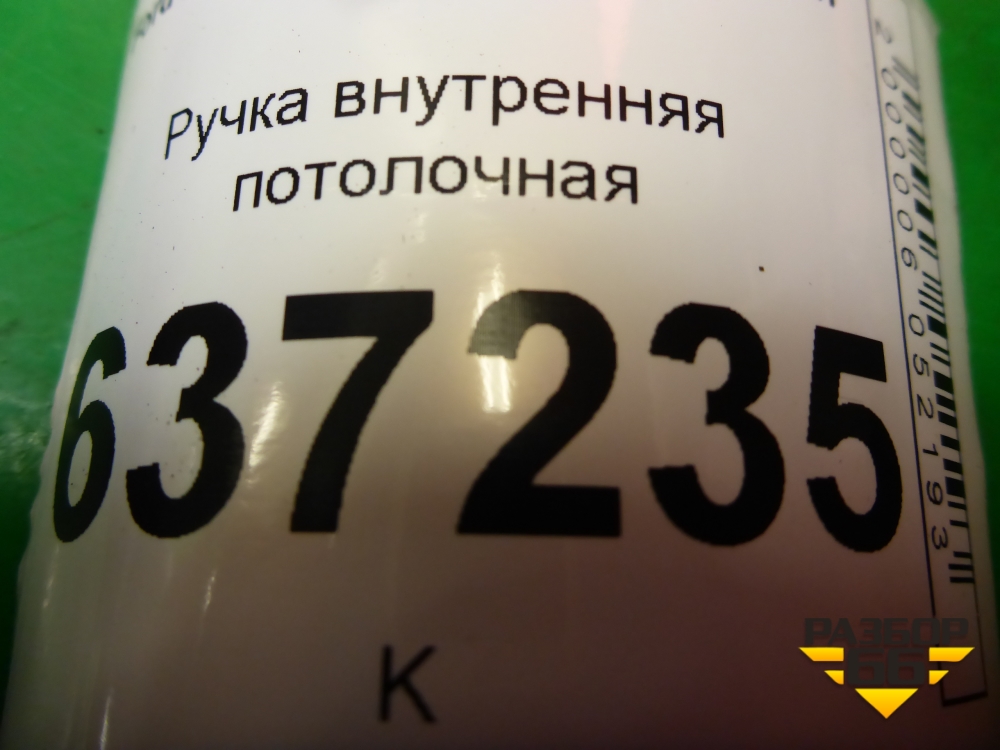 Ручка внутренняя
потолочная
637235
К
2000006052193
РАЗБОР
66